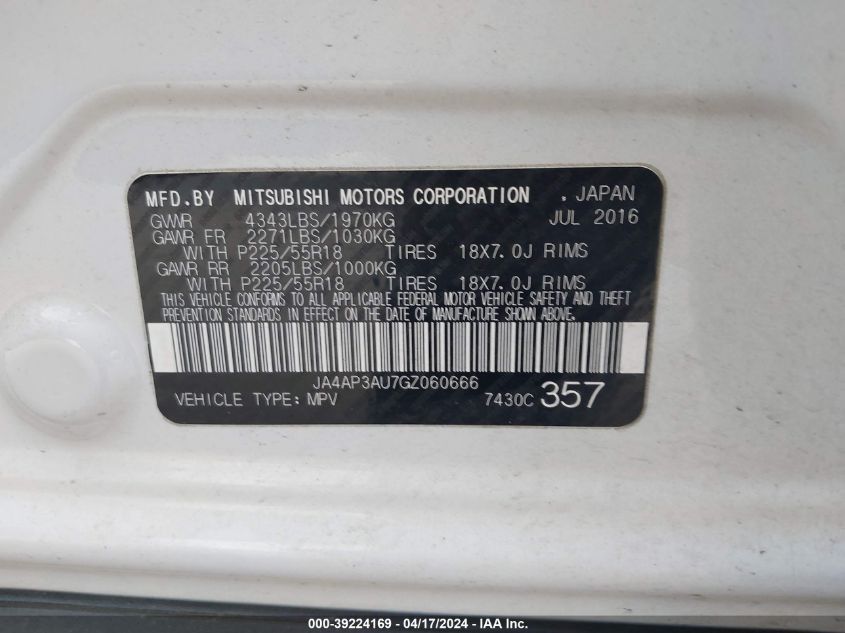 MFD.BY MITSUBISHI MOTORS CORPORATION . JAPAN
GVWR 4343LBS/1970KG JUL 2016
GAWR FR 2271LBS/1030KG
WITH P225/55R18 TIRES 18X7.0J RIMS
GAWR RR 2205LBS/1000KG
WITH P225/55R18 TIRES 18X7.0J RIMS
THIS VEHICLE CONFORMS TO ALL APPLICABLE FEDERAL MOTOR VEHICLE SAFETY AND THEFT
PREVENTION STANDARDS IN EFFECT ON THE DATE OF MANUFACTURE SHOWN ABOVE.
JA4AP3AU7GZ060666
VEHICLE TYPE: MPV 7430C 357
000-39224169 - 04/17/2024 - IAA Inc.